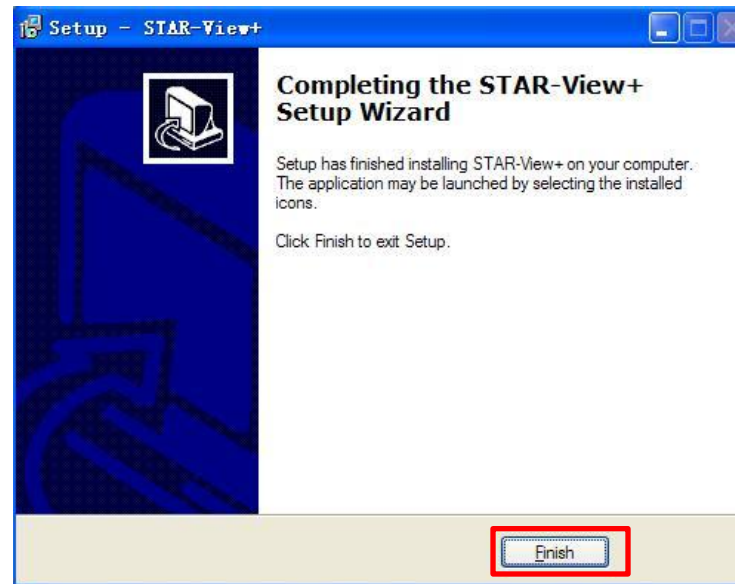 Setup - STAR-View+
Completing the STAR-View+
Setup Wizard
Setup has finished installing STAR-View+ on your computer.
The application may be launched by selecting the installed
icons.
Click Finish to exit Setup.
Finish